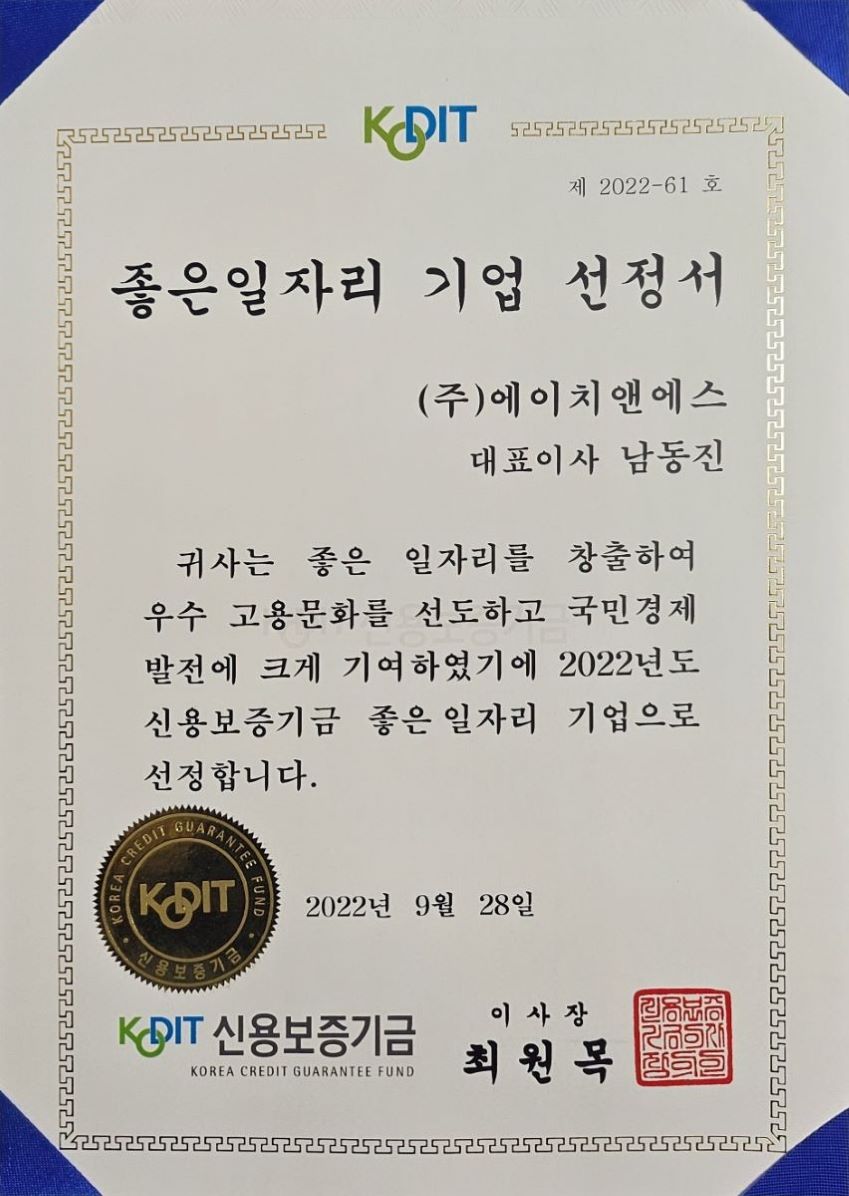 KODIT
제 2022-61 호
좋은일자리 기업 선정서
(주)에이치앤에스
대표이사 남동진
귀사는 좋은 일자리를 창출하여
우수 고용문화를 선도하고 국민경제
발전에 크게 기여하였기에 2022년도
신용보증기금 좋은일자리 기업으로
선정합니다.
KOREA CREDIT GUARANTEE FUND
KODIT
신용보증기금
2022년 9월 28일
KODIT 신용보증기금
KOREA CREDIT GUARANTEE FUND
이사장
최원목